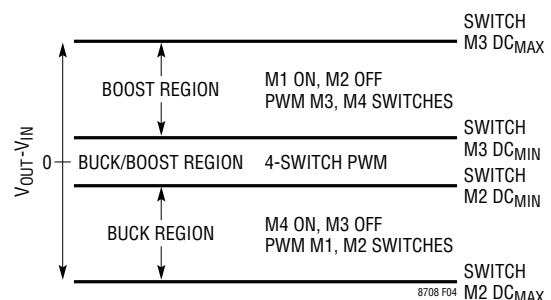 SWITCH
M3 DCMAX
BOOST REGION
M1 ON, M2 OFF
PWM M3, M4 SWITCHES
SWITCH
M3 DCMIN
VOUT-VIN
0
BUCK/BOOST REGION
4-SWITCH PWM
SWITCH
M2 DCMIN
BUCK REGION
M4 ON, M3 OFF
PWM M1, M2 SWITCHES
SWITCH
M2 DCMAX
8708 F04